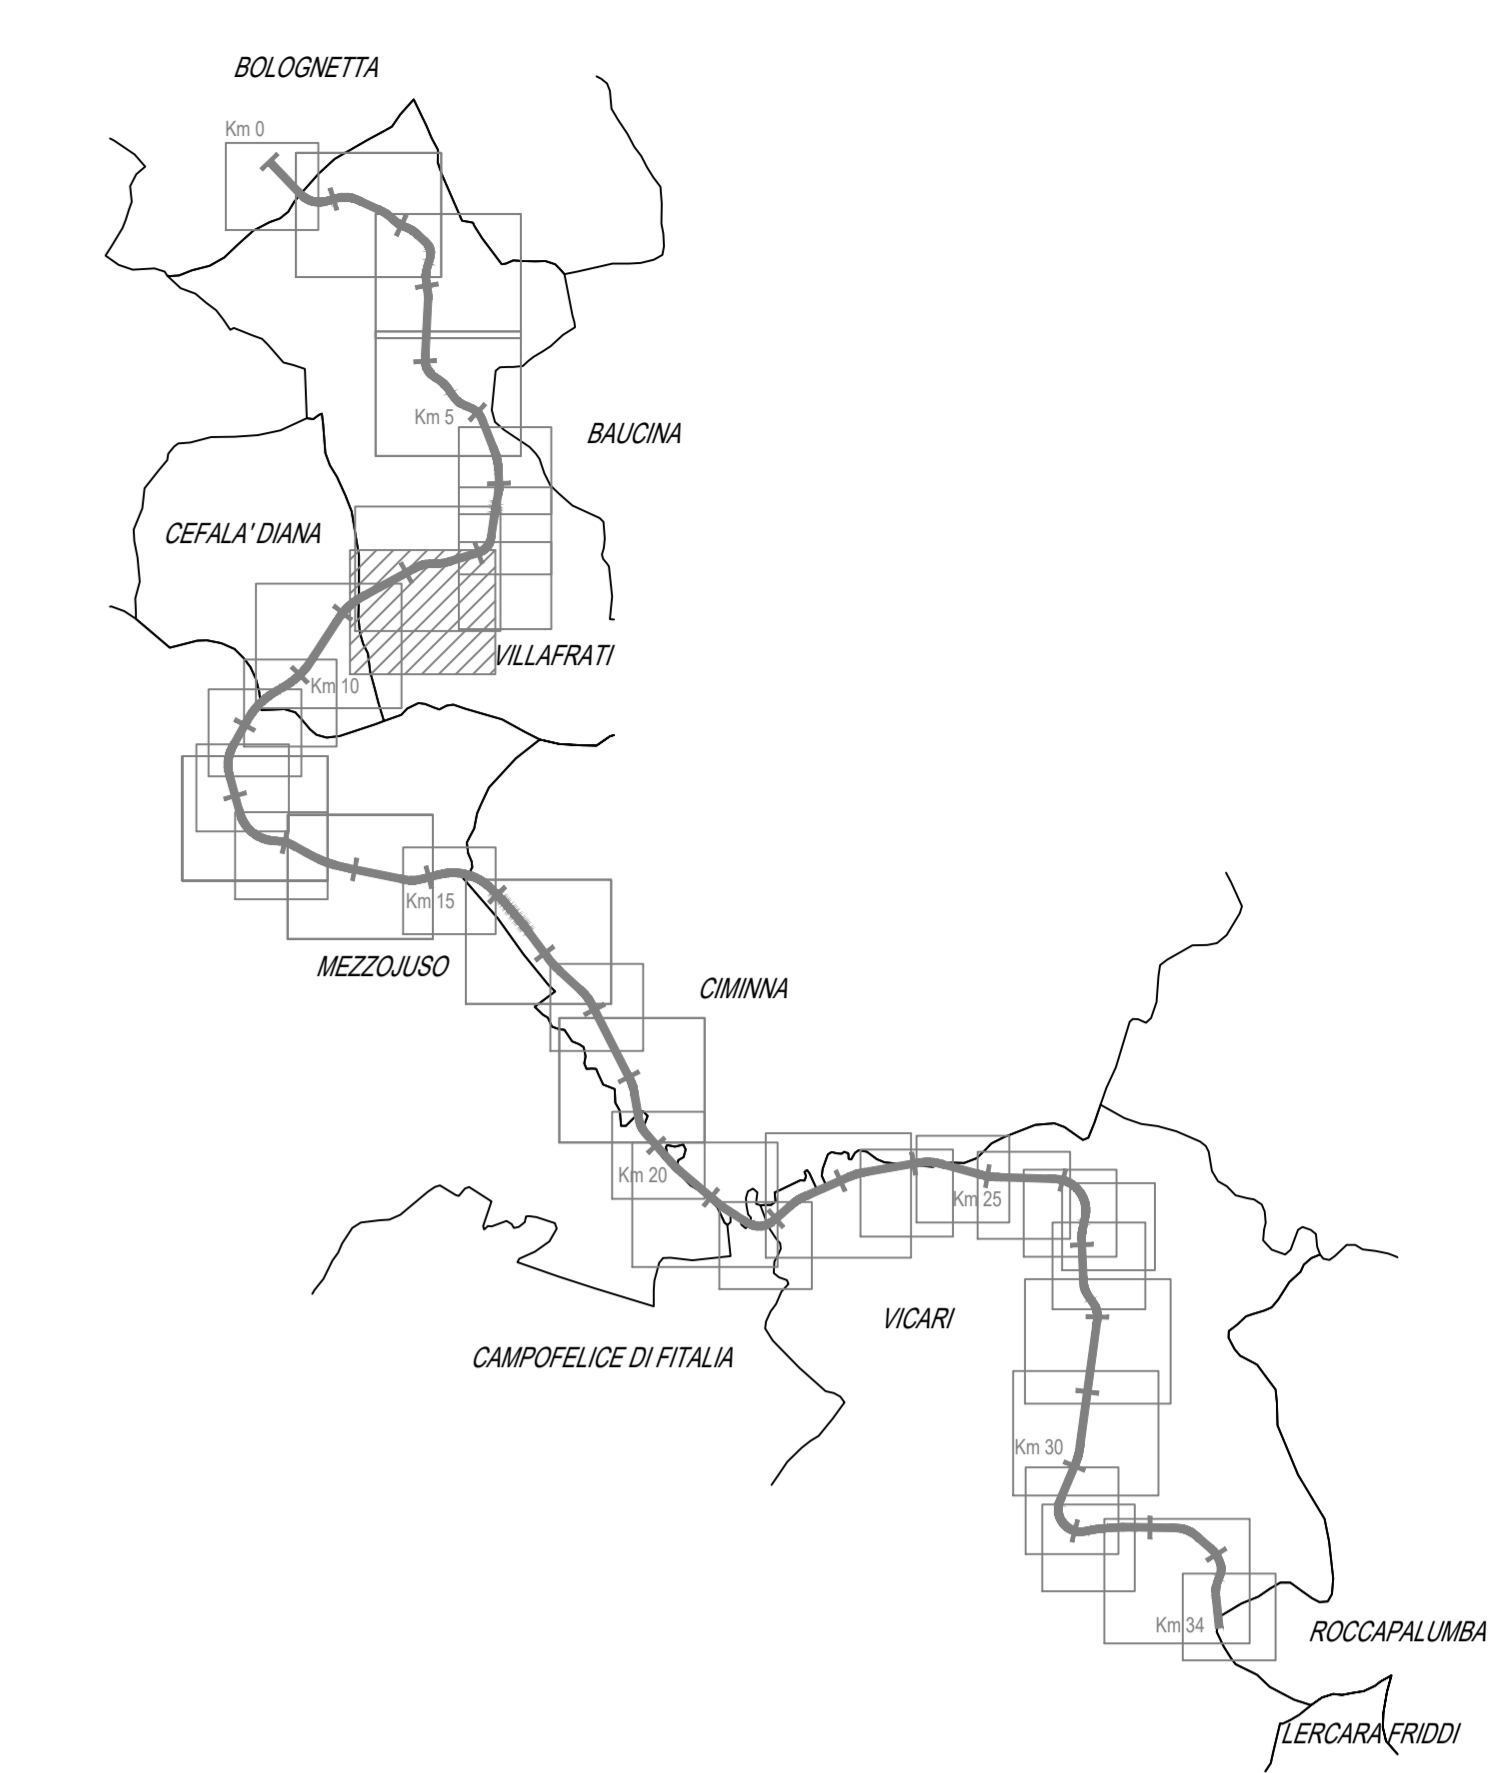 BOLOGNETTA
Km 0
Km 5
BAUCINA
CEFALA' DIANA
VILLAFRATI
Km 10
Km 15
MEZZOJUSO
CIMINNA
Km 20
Km 25
VICARI
CAMPOFELICE DI FITALIA
Km 30
Km 34
ROCCAPALUMBA
LERCARA FRIDDI